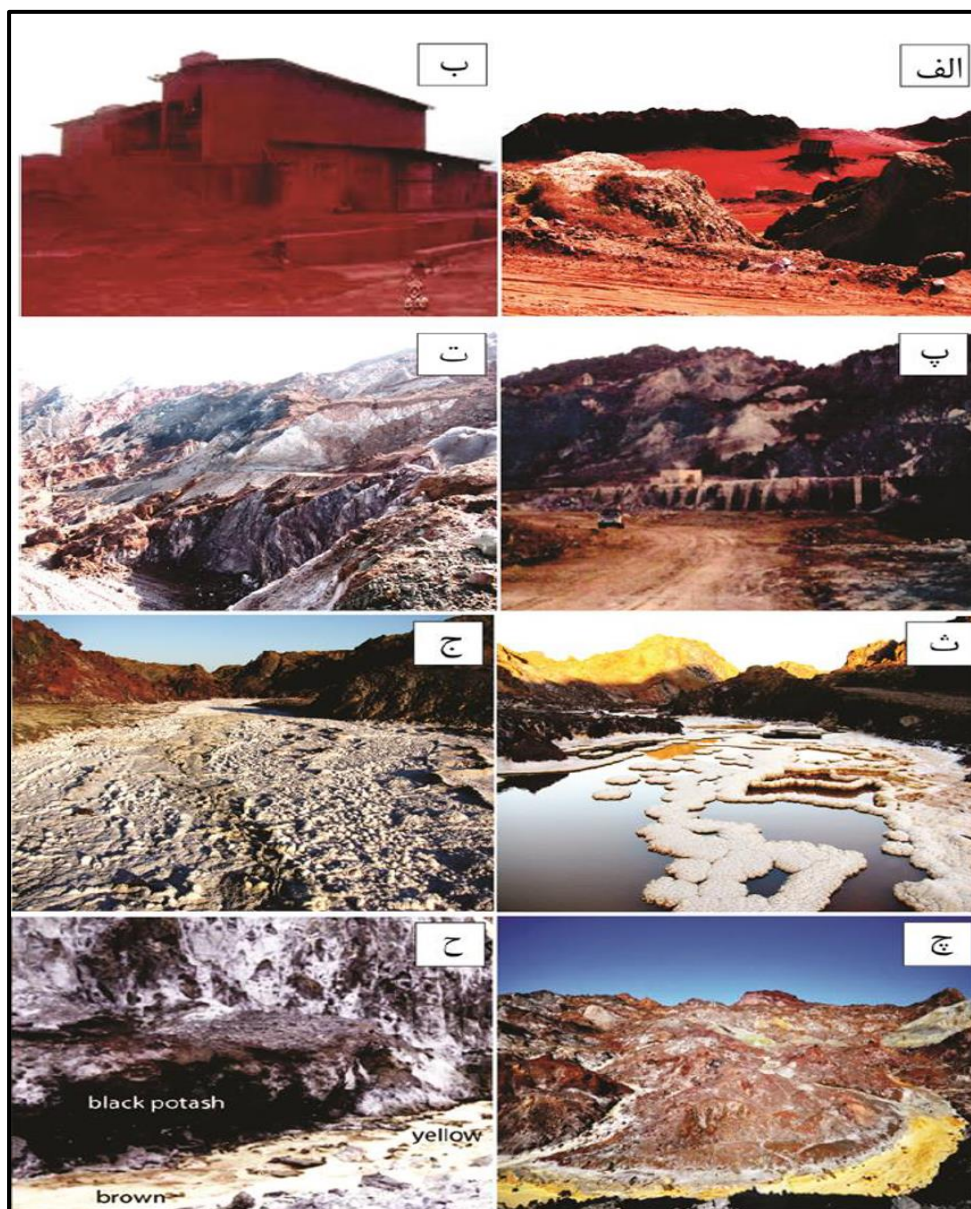 الف
ب
پ
ت
ث
ج
چ
ح
black potash
yellow
brown